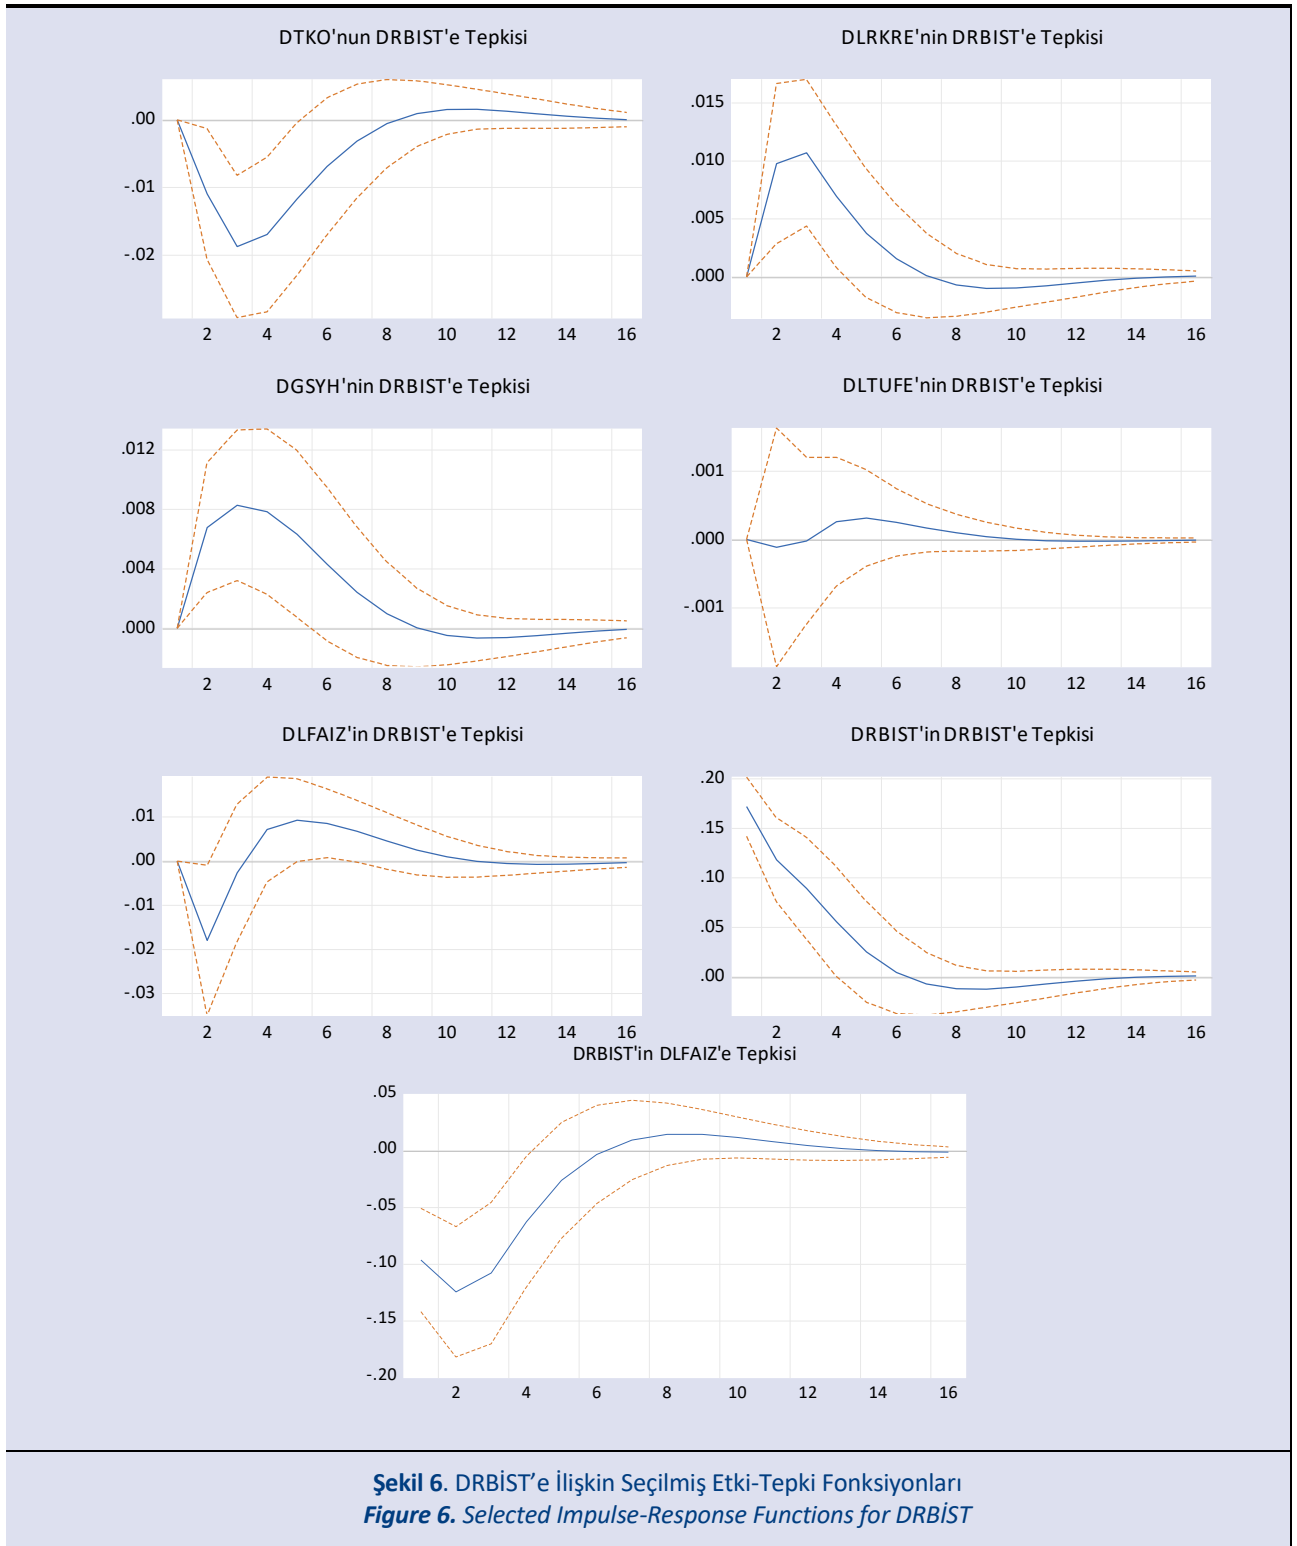 DTKO'nun DRBIST'e Tepkisi
.00
-.01
-.02
2 4 6 8 10 12 14 16
DLRKRE'nin DRBIST'e Tepkisi
.015
.010
.005
.000
2 4 6 8 10 12 14 16
DGSYH'nin DRBIST'e Tepkisi
.012
.008
.004
.000
2 4 6 8 10 12 14 16
DLTUFE'nin DRBIST'e Tepkisi
.001
.000
-.001
2 4 6 8 10 12 14 16
DLFAIZ'in DRBIST'e Tepkisi
.01
.00
-.01
-.02
-.03
2 4 6 8 10 12 14 16
DRBIST'in DRBIST'e Tepkisi
.20
.15
.10
.05
.00
2 4 6 8 10 12 14 16
DRBIST'in DLFAIZ'e Tepkisi
.05
.00
-.05
-.10
-.15
-.20
2 4 6 8 10 12 14 16
Şekil 6. DRBİST’e İlişkin Seçilmiş Etki-Tepki Fonksiyonları
Figure 6. Selected Impulse-Response Functions for DRBİST